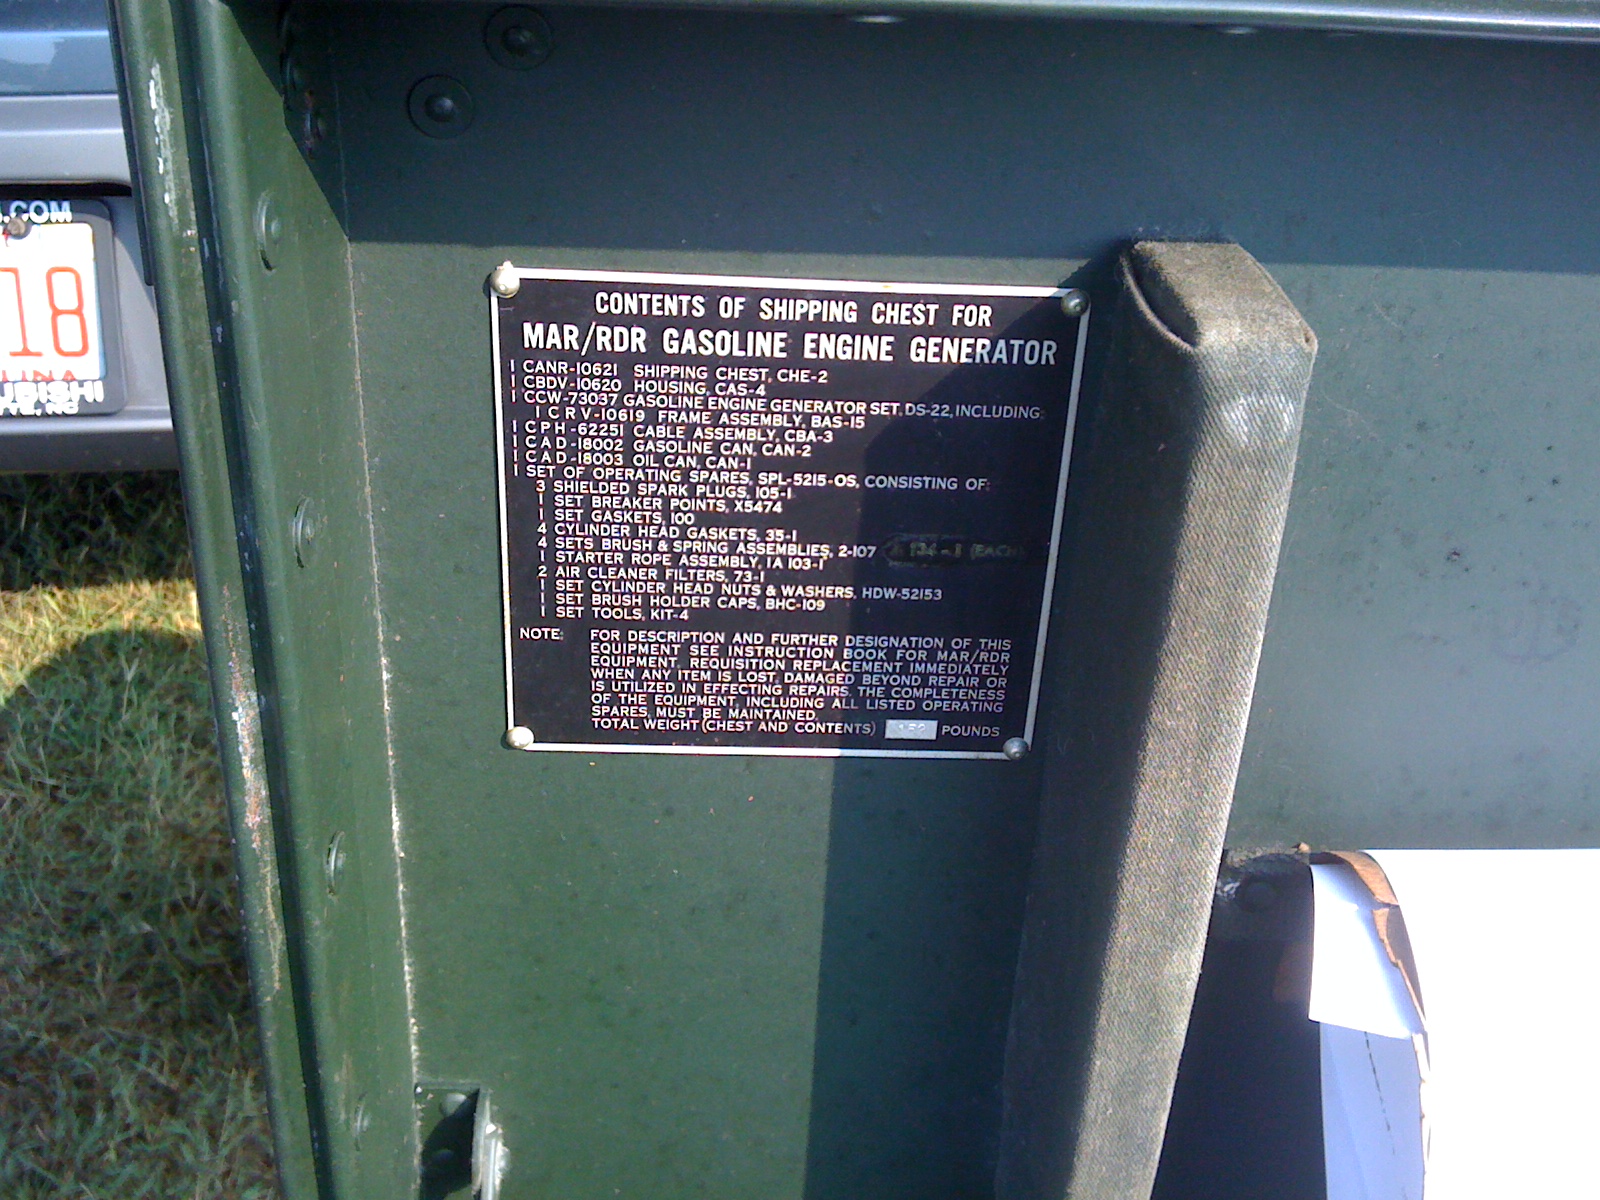 .COM
18
UBISHI
CONTENTS OF SHIPPING CHEST FOR
MAR/RDR GASOLINE ENGINE GENERATOR
1 CANR-10621 SHIPPING CHEST, CHE-2
1 CBDV-10620 HOUSING, CAS-4
1 CCW-73037 GASOLINE ENGINE GENERATOR SET, DS-22, INCLUDING:
1 CRV-10619 FRAME ASSEMBLY, BAS-15
1 CPH-62251 CABLE ASSEMBLY, CBA-3
1 CAD-18002 GASOLINE CAN, CAN-2
1 CAD-18003 OIL CAN, CAN-1
1 SET OF OPERATING SPARES, SPL-5215-OS, CONSISTING OF:
3 SHIELDED SPARK PLUGS, 105-1
1 SET BREAKER POINTS, X5474
1 SET GASKETS, 100
4 CYLINDER HEAD GASKETS, 35-1
4 SETS BRUSH & SPRING ASSEMBLIES, 2-107 134-1 (EACH)
1 STARTER ROPE ASSEMBLY, 1A 103-1
2 AIR CLEANER FILTERS, 73-1
1 SET CYLINDER HEAD NUTS & WASHERS, HDW-52153
1 SET BRUSH HOLDER CAPS, BHC-109
1 SET TOOLS, KIT-4
NOTE: FOR DESCRIPTION AND FURTHER DESIGNATION OF THIS
EQUIPMENT SEE INSTRUCTION BOOK FOR MAR/RDR
EQUIPMENT. REQUISITION REPLACEMENT IMMEDIATELY
WHEN ANY ITEM IS LOST, DAMAGED BEYOND REPAIR OR
IS UTILIZED IN EFFECTING REPAIRS. THE COMPLETENESS
OF THE EQUIPMENT, INCLUDING ALL LISTED OPERATING
SPARES, MUST BE MAINTAINED.
TOTAL WEIGHT (CHEST AND CONTENTS) POUNDS